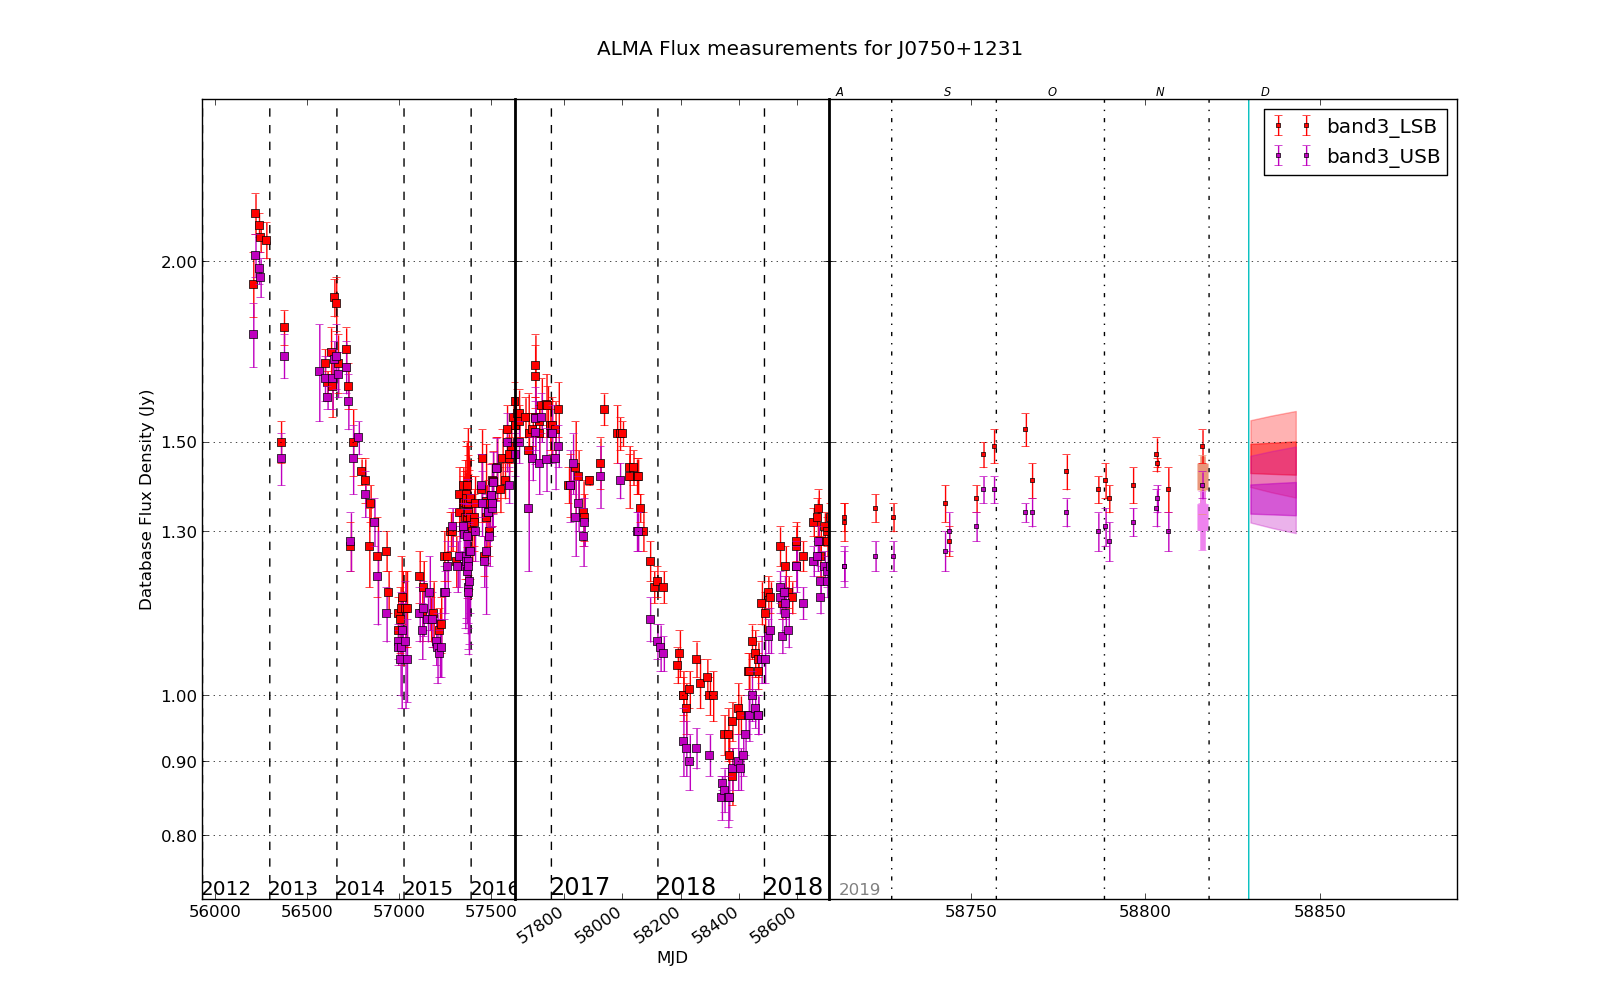 ALMA Flux measurements for J0750+1231
A S O N D
band3_LSB
band3_USB
2.00
1.50
1.30
1.00
0.90
0.80
Database Flux Density (Jy)
2012 2013 2014 2015 2016 2017 2018 2018 2019
56000 56500 57000 57500 57800 58000 58200 58400 58600 58750 58800 58850
MJD